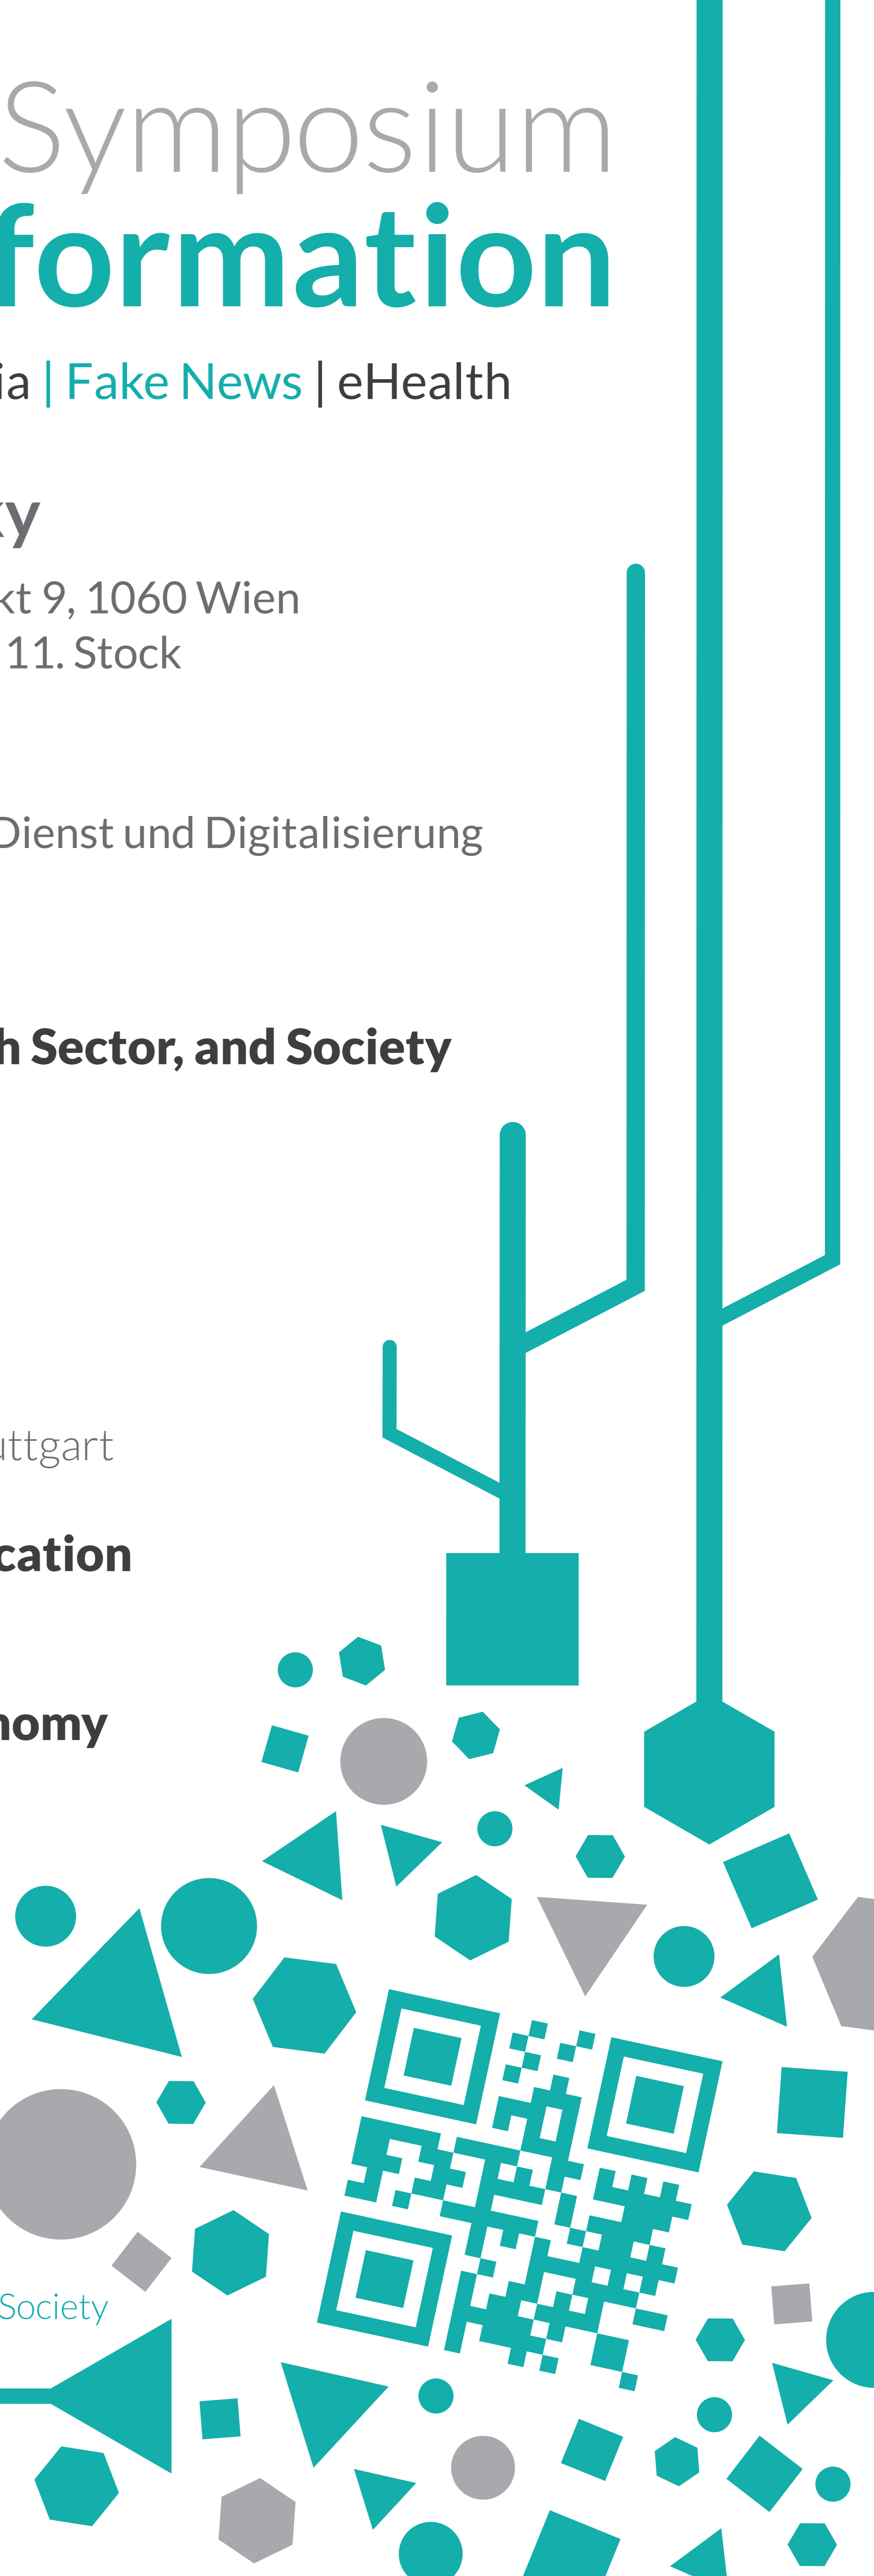 Symposium
formation
ia | Fake News | eHealth
ky
kt 9, 1060 Wien
11. Stock
Dienst und Digitalisierung
h Sector, and Society
uttgart
cation
nomy
Society